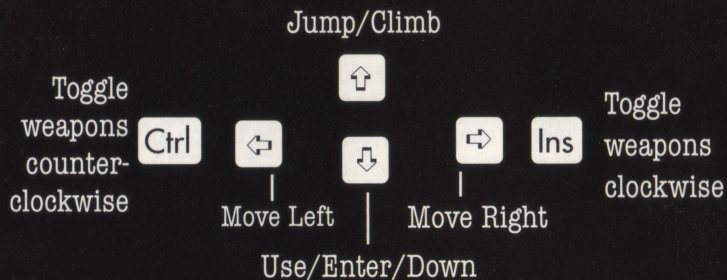 Jump/Climb
Toggle
weapons
counter-
clockwise
Ctrl
Ins
Toggle
weapons
clockwise
Move Left
Move Right
Use/Enter/Down